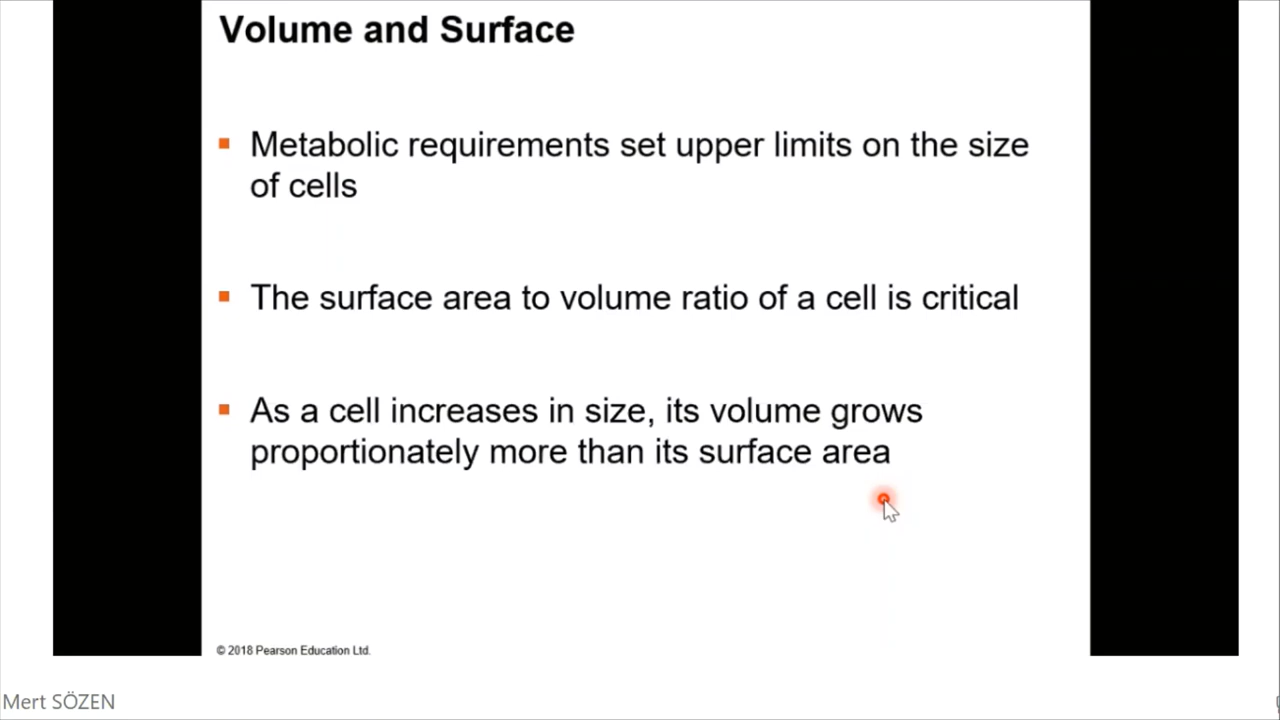 Volume and Surface
Metabolic requirements set upper limits on the size
of cells
The surface area to volume ratio of a cell is critical
As a cell increases in size, its volume grows
proportionately more than its surface area
© 2018 Pearson Education Ltd.
Mert SÖZEN